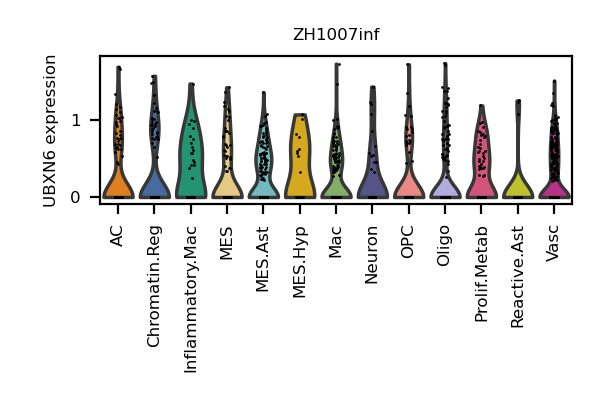 ZH1007inf
UBXN6 expression
1
0
AC
Chromatin.Reg
Inflammatory.Mac
MES
MES.Ast
MES.Hyp
Mac
Neuron
OPC
Oligo
Prolif.Metab
Reactive.Ast
Vasc